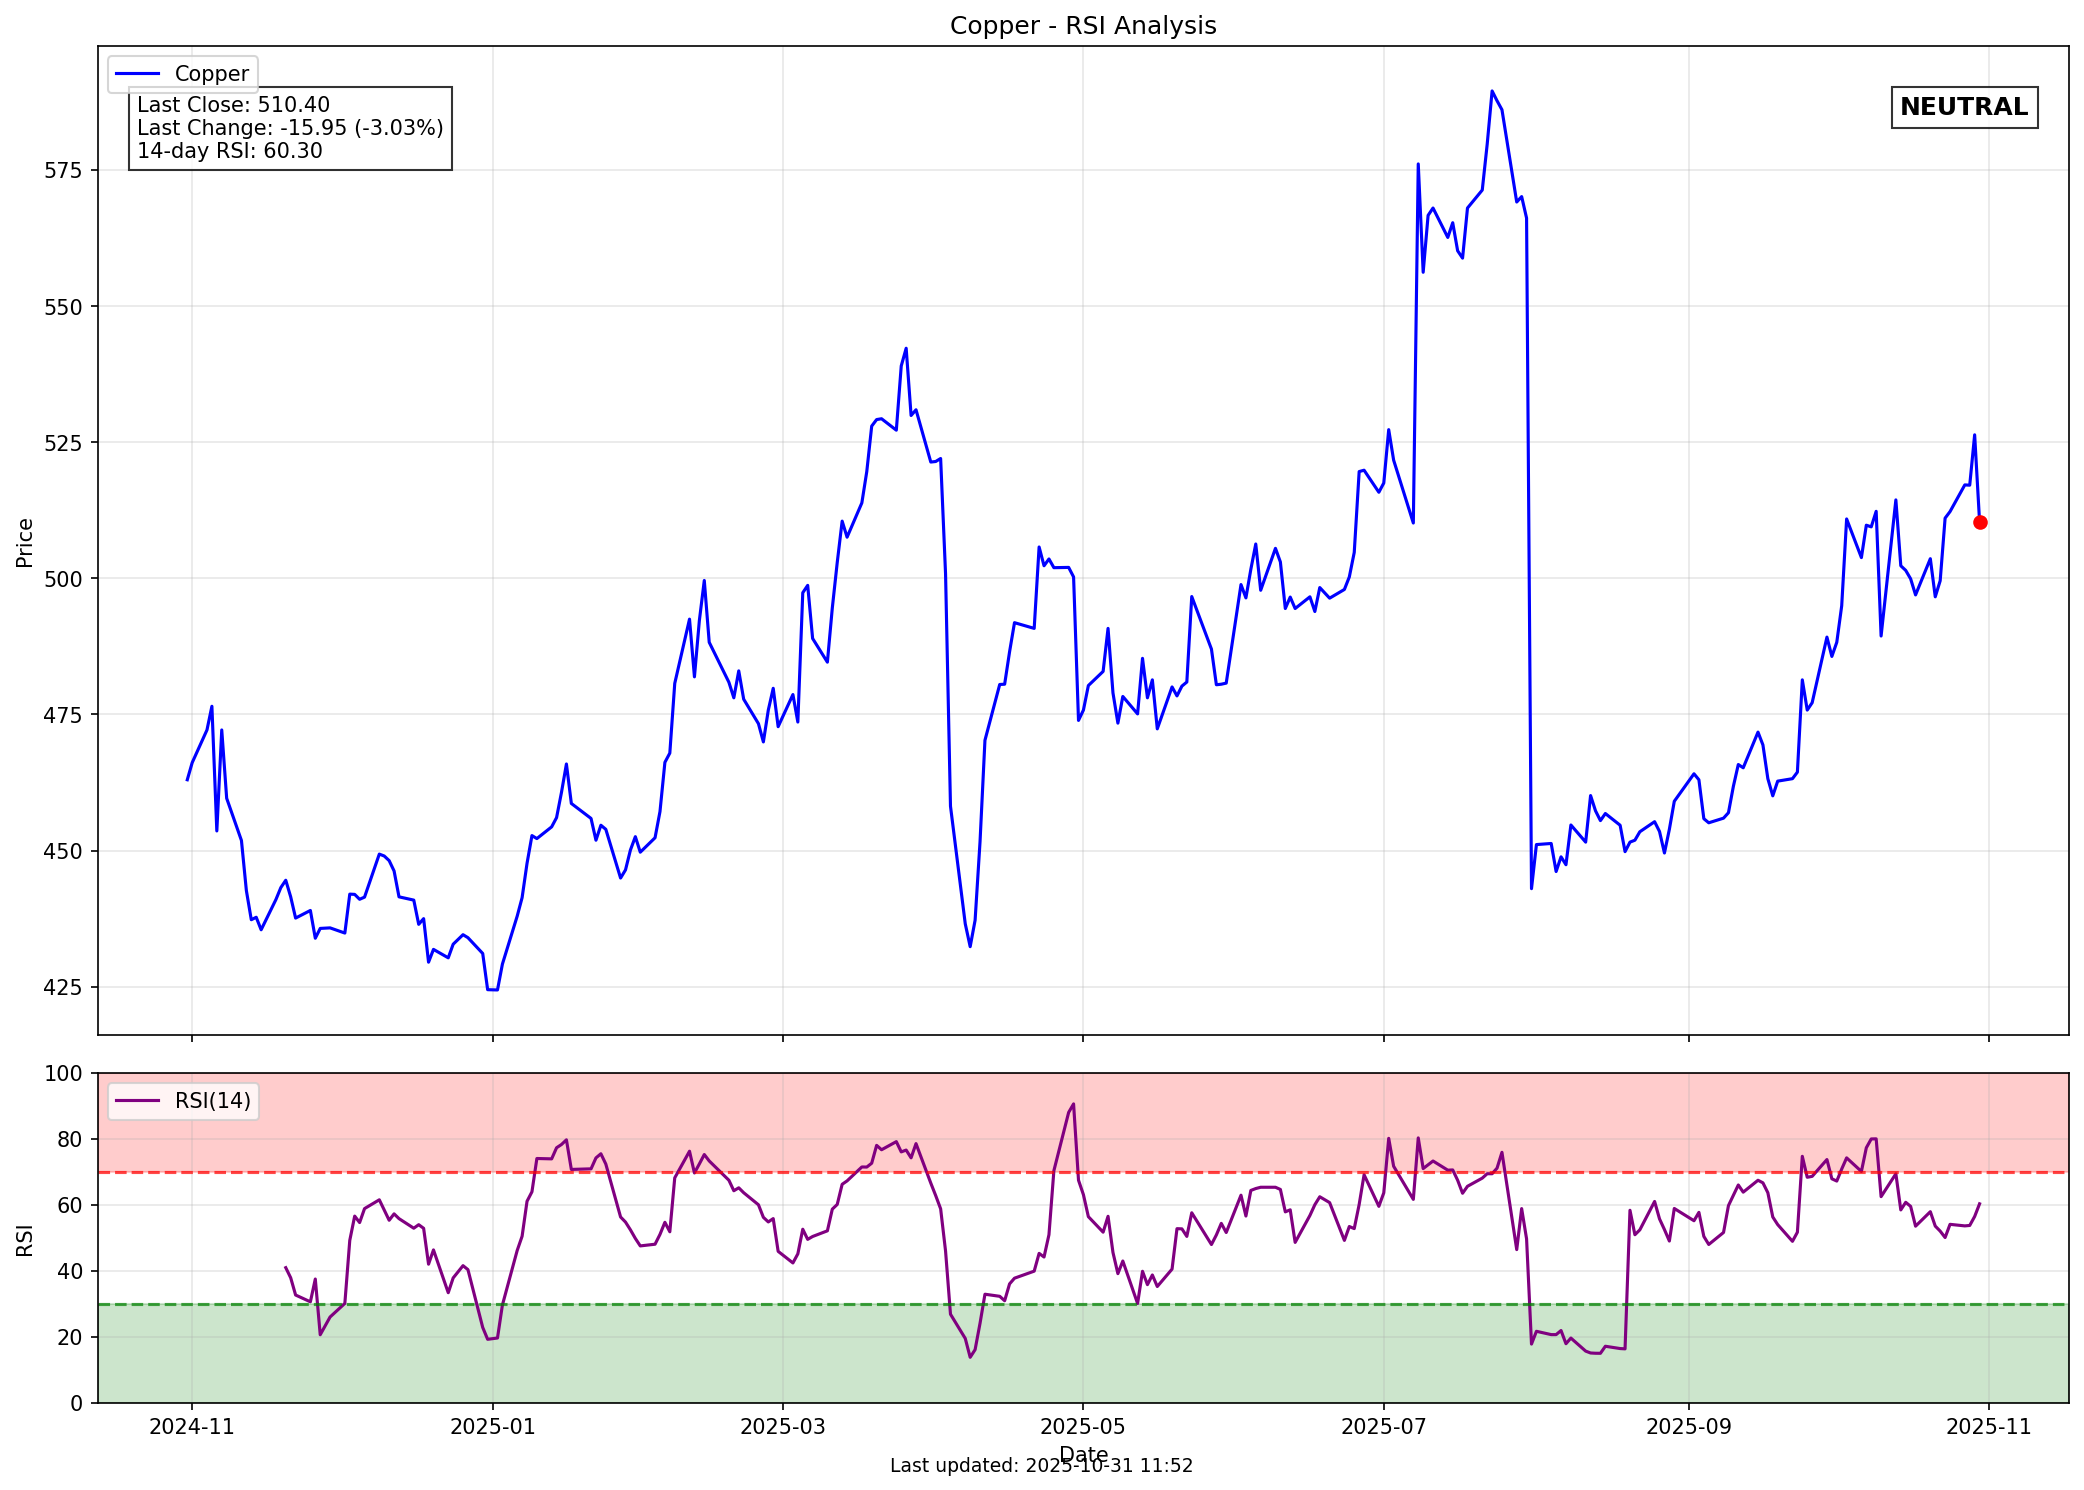 Copper - RSI Analysis
Copper
Last Close: 510.40
Last Change: -15.95 (-3.03%)
14-day RSI: 60.30
NEUTRAL
Price
575
550
525
500
475
450
425
RSI(14)
RSI
100
80
60
40
20
0
2024-11
2025-01
2025-03
2025-05
2025-07
2025-09
2025-11
Date
Last updated: 2025-10-31 11:52